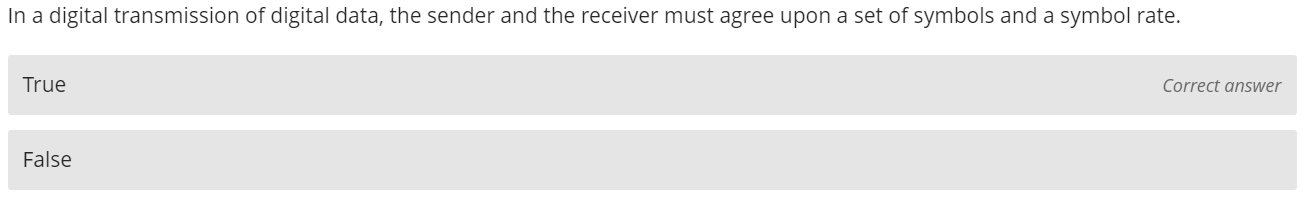 In a digital transmission of digital data, the sender and the receiver must agree upon a set of symbols and a symbol rate.
True
Correct answer
False